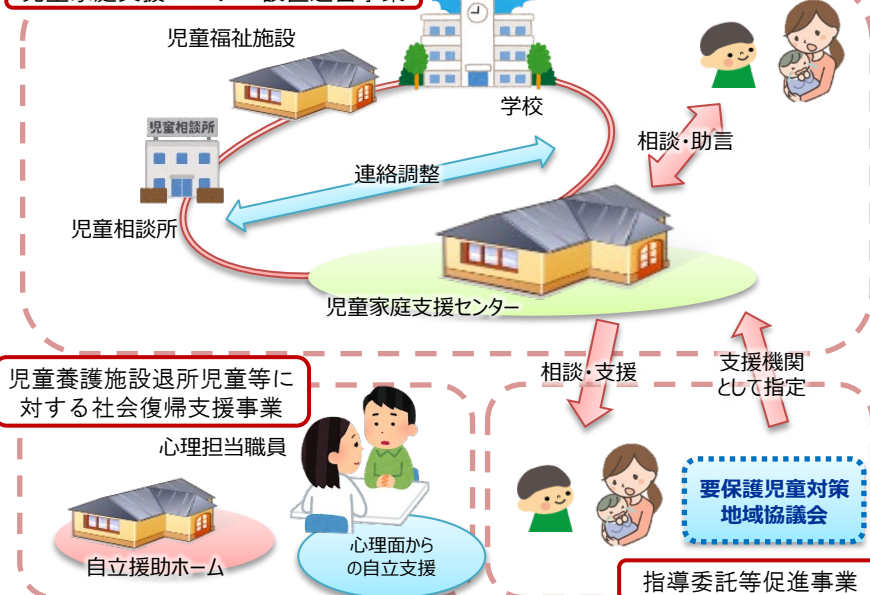 児童福祉施設
学校
児童相談所
児童相談所
連絡調整
相談・助言
児童家庭支援センター
相談・支援
支援機関
として指定
児童養護施設退所児童等に
対する社会復帰支援事業
心理担当職員
自立援助ホーム
心理面から
の自立支援
要保護児童対策
地域協議会
指導委託等促進事業